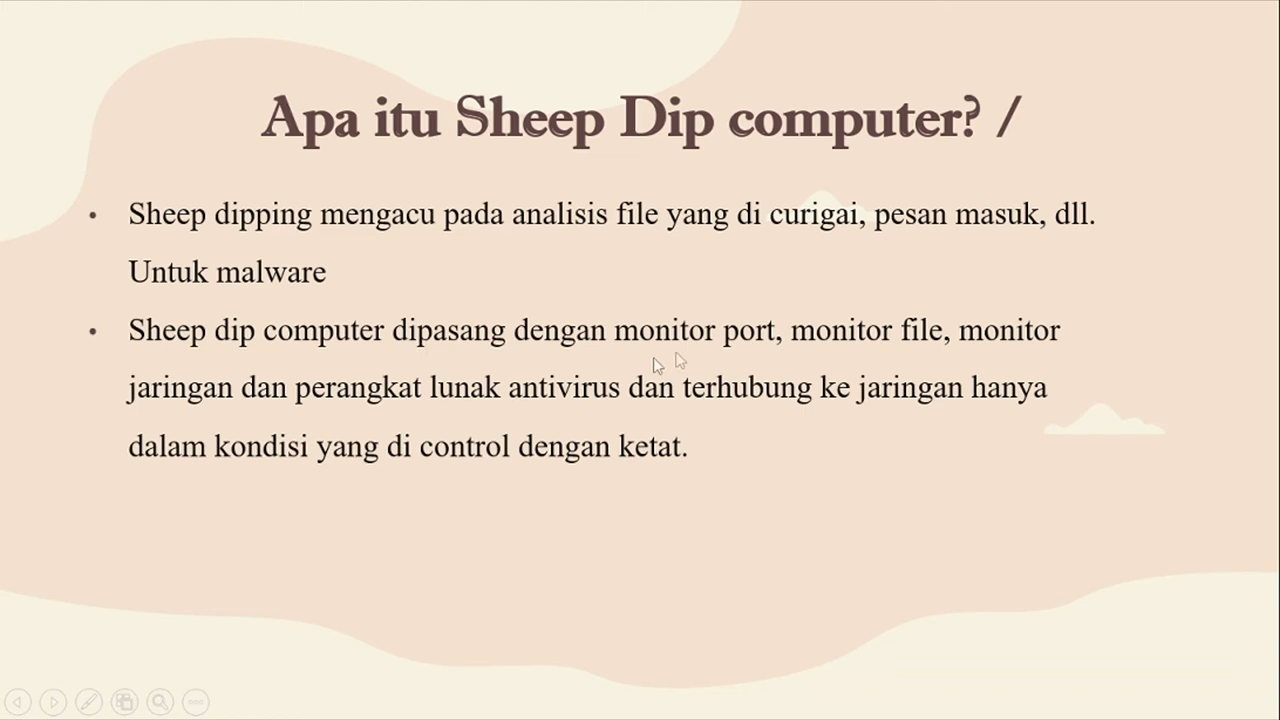 Apa itu Sheep Dip computer? /
• Sheep dipping mengacu pada analisis file yang di curigai, pesan masuk, dll.
Untuk malware
• Sheep dip computer dipasang dengan monitor port, monitor file, monitor
jaringan dan perangkat lunak antivirus dan terhubung ke jaringan hanya
dalam kondisi yang di control dengan ketat.